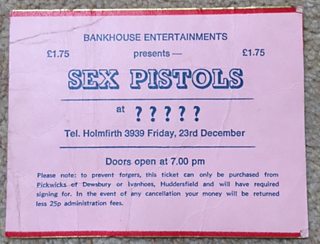 BANKHOUSE ENTERTAINMENTS
£1.75 presents — £1.75
SEX PISTOLS
at ? ? ? ? ?
Tel. Holmfirth 3939 Friday, 23rd December
Doors open at 7.00 pm
Please note: to prevent forgers, this ticket can only be purchased from
Pickwicks of Dewsbury or Ivanhoes, Huddersfield and will have required
signing for. In the event of any cancellation your money will be returned
less 25p administration fees.